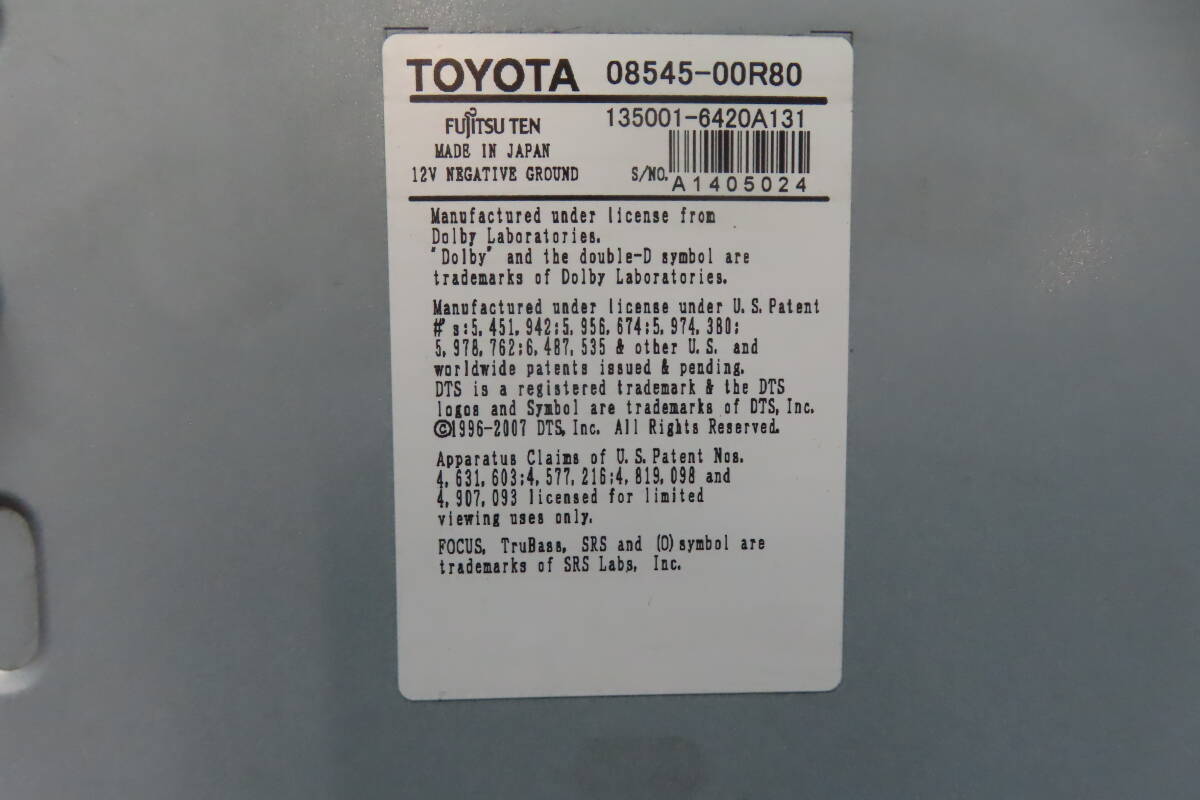 TOYOTA 08545-00R80
FUJITSU TEN
135001-6420A131
MADE IN JAPAN
12V NEGATIVE GROUND
S/NO.
A1405024
Manufactured under license from
Dolby Laboratories.
"Dolby" and the double-D symbol are
trademarks of Dolby Laboratories.
Manufactured under license under U.S. Patent
#'s:5,451,942;5,956,674;5,974,380;
5,978,762;6,487,535 & other U.S. and
worldwide patents issued & pending.
DTS is a registered trademark & the DTS
logos and Symbol are trademarks of DTS, Inc.
©1996-2007 DTS, Inc. All Rights Reserved.
Apparatus Claims of U.S. Patent Nos.
4,631,603;4,577,216;4,819,098 and
4,907,093 licensed for limited
viewing uses only.
FOCUS, TruBass, SRS and (O)symbol are
trademarks of SRS Labs, Inc.